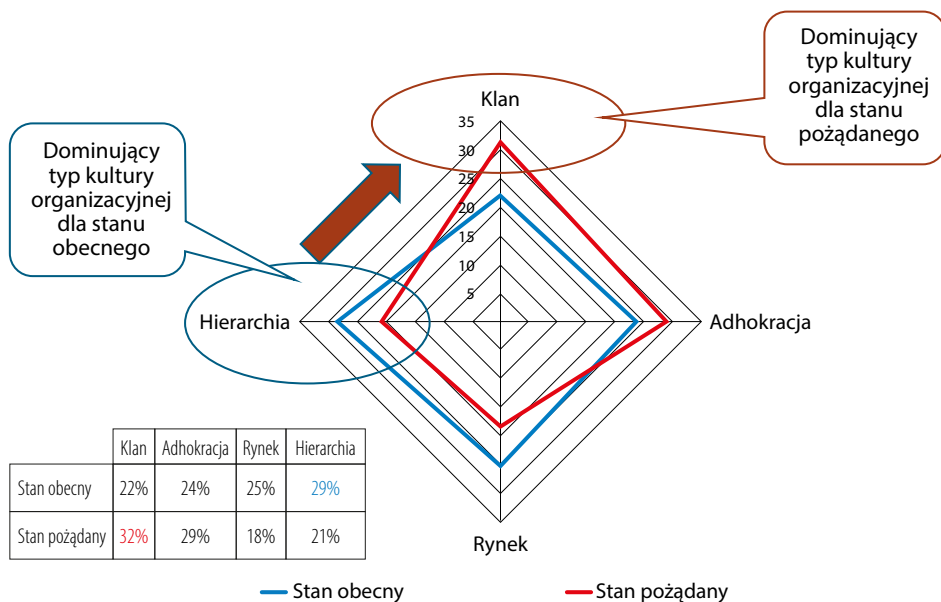 Dominujący
typ kultury
organizacyjnej
dla stanu
pożądanego
Klan
Dominujący
typ kultury
organizacyjnej
dla stanu
obecnego
35
30
25
20
15
10
5
Hierarchia
Adhokracja
Rynek
Klan Adhokracja Rynek Hierarchia
Stan obecny 22% 24% 25% 29%
Stan pożądany 32% 29% 18% 21%
Stan obecny Stan pożądany